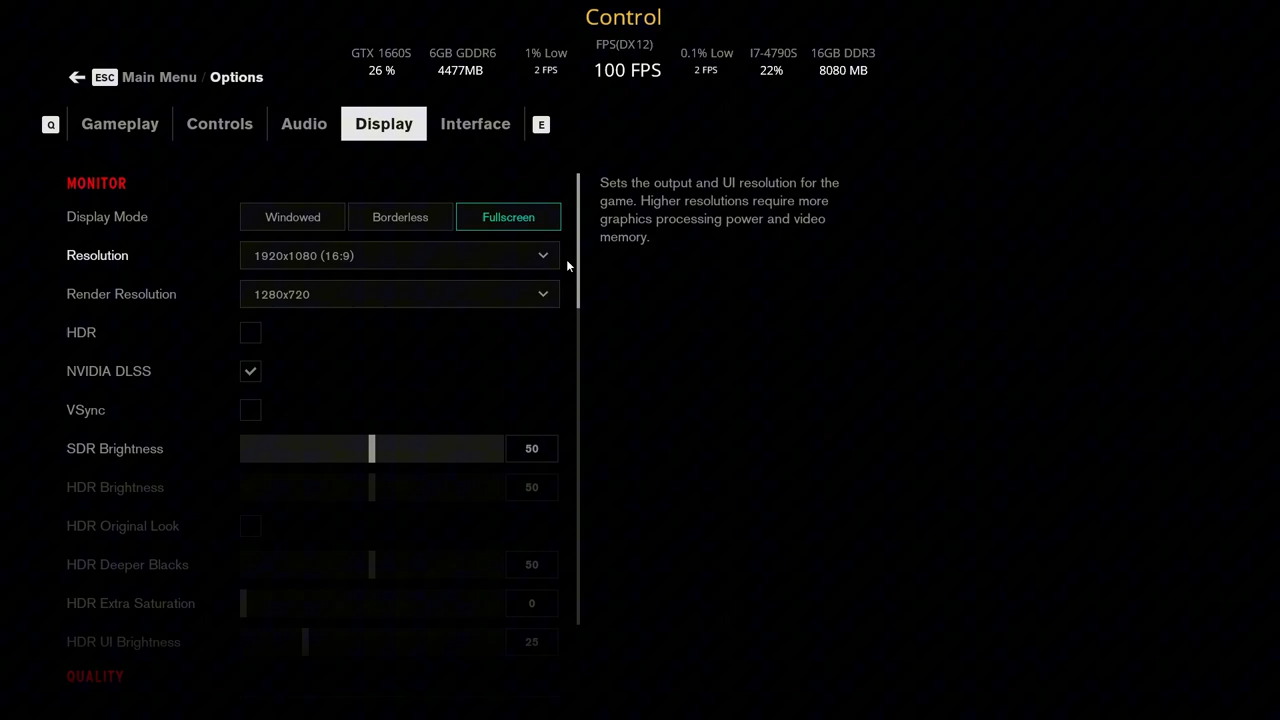 Control
GTX 1660S 6GB GDDR6 1% Low FPS(DX12) 0.1% Low I7-4790S 16GB DDR3
26 % 4477MB 2 FPS 100 FPS 2 FPS 22% 8080 MB
ESC Main Menu / Options
Q Gameplay Controls Audio Display Interface E
MONITOR
Display Mode Windowed Borderless Fullscreen
Resolution 1920x1080 (16:9)
Render Resolution 1280x720
HDR
NVIDIA DLSS
VSync
SDR Brightness 50
HDR Brightness 50
HDR Original Look
HDR Deeper Blacks 50
HDR Extra Saturation 0
HDR UI Brightness 25
QUALITY
Sets the output and UI resolution for the
game. Higher resolutions require more
graphics processing power and video
memory.